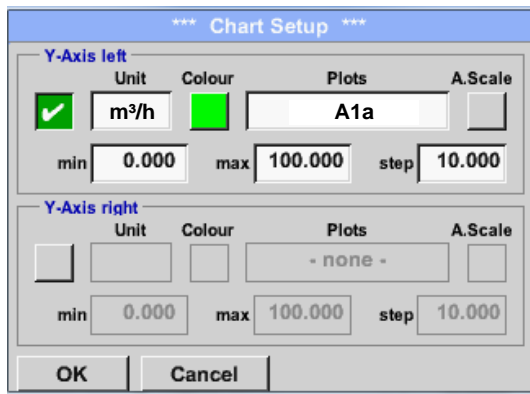 *** Chart Setup ***
Y-Axis left
Unit Colour Plots A.Scale
m³/h A1a
min 0.000 max 100.000 step 10.000
Y-Axis right
Unit Colour Plots A.Scale
- none -
min 0.000 max 100.000 step 10.000
OK Cancel